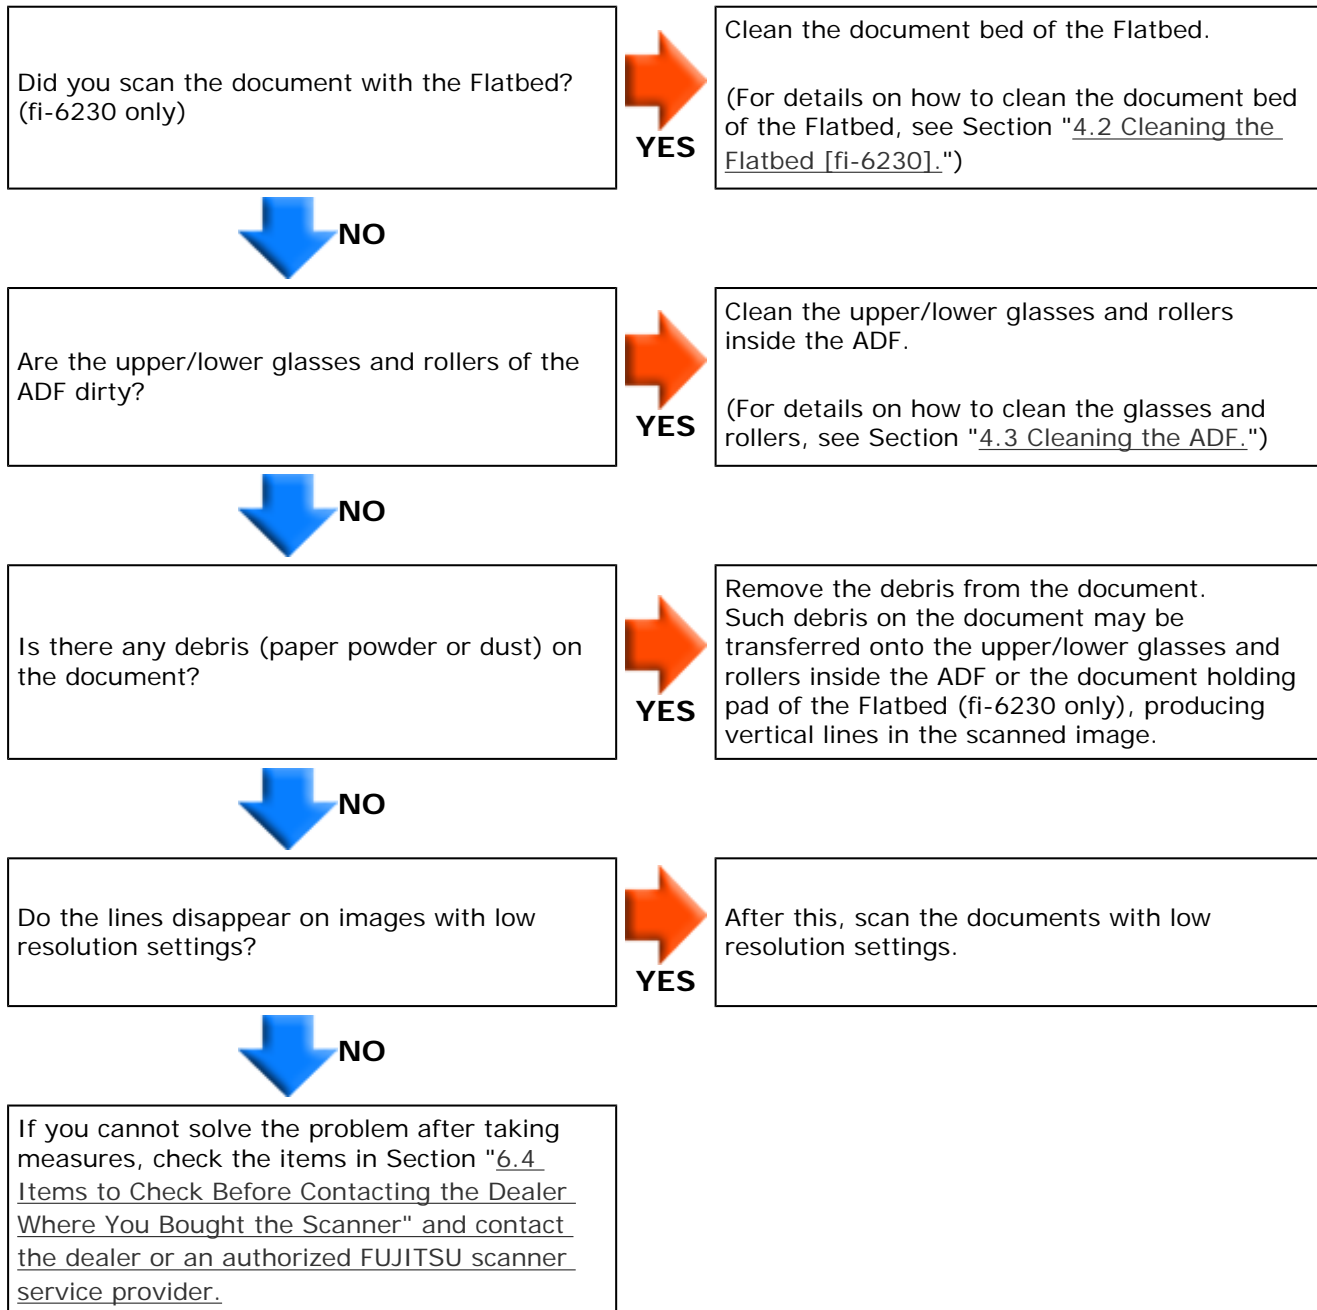 Did you scan the document with the Flatbed?
(fi-6230 only)
YES
Clean the document bed of the Flatbed.
(For details on how to clean the document bed
of the Flatbed, see Section "4.2 Cleaning the
Flatbed [fi-6230].")
NO
Are the upper/lower glasses and rollers of the
ADF dirty?
YES
Clean the upper/lower glasses and rollers
inside the ADF.
(For details on how to clean the glasses and
rollers, see Section "4.3 Cleaning the ADF.")
NO
Is there any debris (paper powder or dust) on
the document?
YES
Remove the debris from the document.
Such debris on the document may be
transferred onto the upper/lower glasses and
rollers inside the ADF or the document holding
pad of the Flatbed (fi-6230 only), producing
vertical lines in the scanned image.
NO
Do the lines disappear on images with low
resolution settings?
YES
After this, scan the documents with low
resolution settings.
NO
If you cannot solve the problem after taking
measures, check the items in Section "6.4
Items to Check Before Contacting the Dealer
Where You Bought the Scanner" and contact
the dealer or an authorized FUJITSU scanner
service provider.